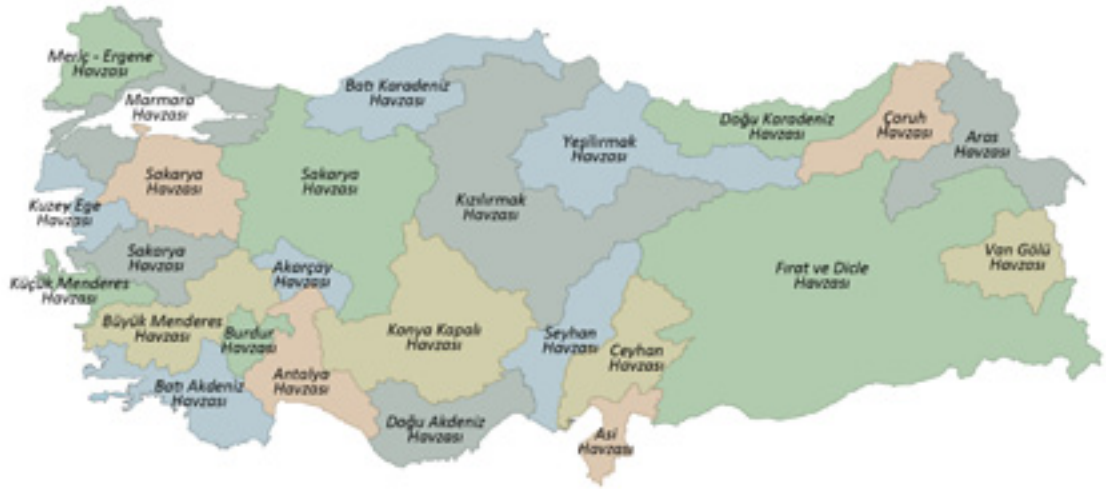 Meriç - Ergene
Havzası
Marmara
Havzası
Batı Karadeniz
Havzası
Doğu Karadeniz
Havzası
Çoruh
Havzası
Aras
Havzası
Yeşilırmak
Havzası
Sakarya
Havzası
Sakarya
Havzası
Kızılırmak
Havzası
Kuzey Ege
Havzası
Sakarya
Havzası
Akarçay
Havzası
Van Gölü
Havzası
Fırat ve Dicle
Havzası
Küçük Menderes
Havzası
Büyük Menderes
Havzası
Burdur
Havzası
Konya Kapalı
Havzası
Seyhan
Havzası
Ceyhan
Havzası
Batı Akdeniz
Havzası
Antalya
Havzası
Doğu Akdeniz
Havzası
Asi
Havzası